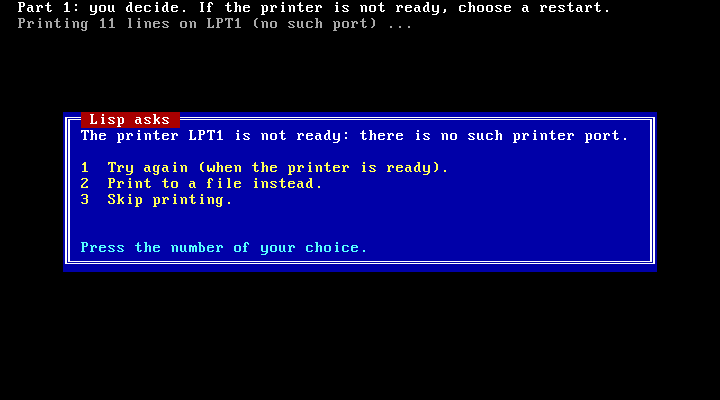 Part 1: you decide. If the printer is not ready, choose a restart.
Printing 11 lines on LPT1 (no such port) ...
Lisp asks
The printer LPT1 is not ready: there is no such printer port.
1 Try again (when the printer is ready).
2 Print to a file instead.
3 Skip printing.
Press the number of your choice.